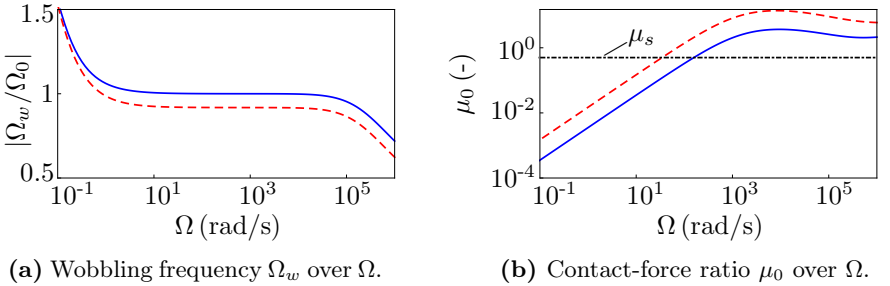 1.5
1
0.5
|Ω_w/Ω_0|
10^-1
10^1
10^3
10^5
Ω (rad/s)
(a) Wobbling frequency Ω_w over Ω.
10^0
10^-2
10^-4
μ_0 (-)
μ_s
10^-1
10^1
10^3
10^5
Ω (rad/s)
(b) Contact-force ratio μ_0 over Ω.